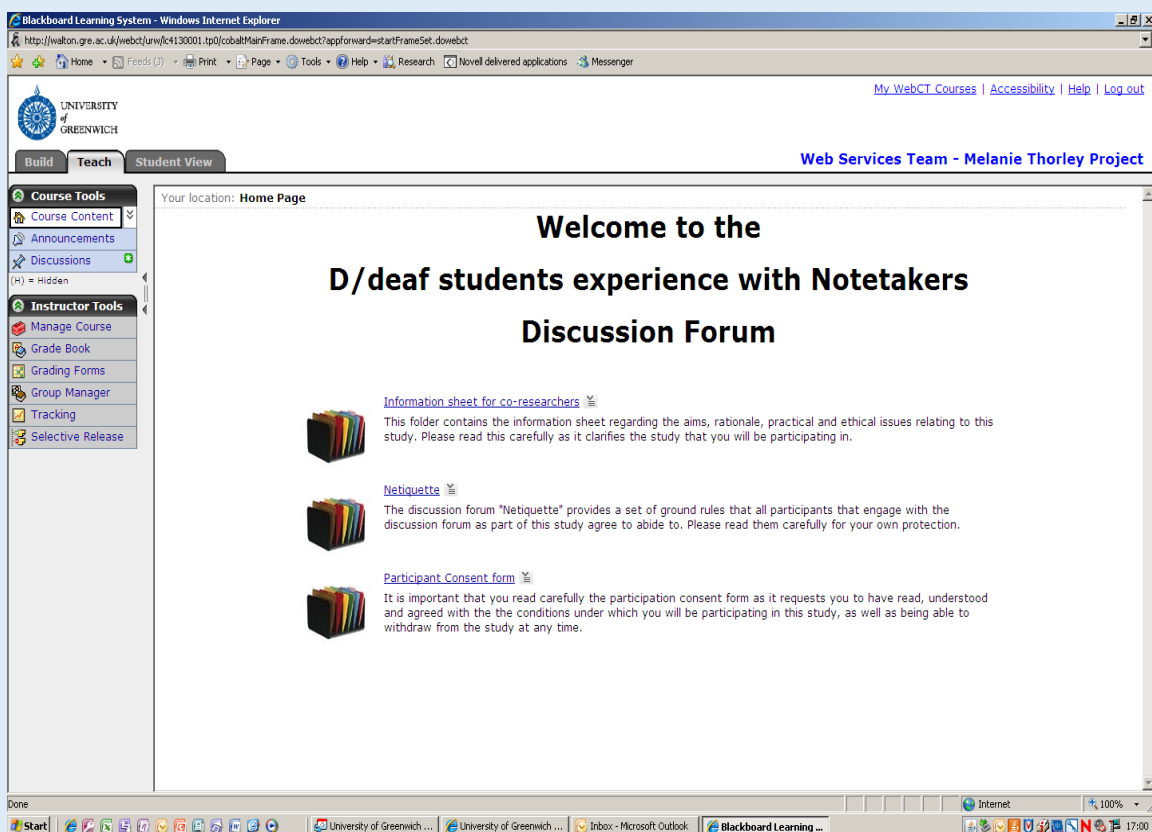 Blackboard Learning System - Windows Internet Explorer
http://walton.gre.ac.uk/webct/urw/lc4130001.tp0/cobaltMainFrame.dowebct?appforward=startFrameSet.dowebct
Home Feeds (J) Print Page Tools Help Research Novell delivered applications Messenger
UNIVERSITY
of
GREENWICH
My WebCT Courses | Accessibility | Help | Log out
Build Teach Student View
Web Services Team - Melanie Thorley Project
Course Tools
Course Content
Announcements
Discussions
(H) = Hidden
Instructor Tools
Manage Course
Grade Book
Grading Forms
Group Manager
Tracking
Selective Release
Your location: Home Page
Welcome to the
D/deaf students experience with Notetakers
Discussion Forum
Information sheet for co-researchers
This folder contains the information sheet regarding the aims, rationale, practical and ethical issues relating to this
study. Please read this carefully as it clarifies the study that you will be participating in.
Netiquette
The discussion forum "Netiquette" provides a set of ground rules that all participants that engage with the
discussion forum as part of this study agree to abide to. Please read them carefully for your own protection.
Participant Consent form
It is important that you read carefully the participation consent form as it requests you to have read, understood
and agreed with the the conditions under which you will be participating in this study, as well as being able to
withdraw from the study at any time.
Done Internet 100%
Start University of Greenwich ... University of Greenwich ... Inbox - Microsoft Outlook Blackboard Learning ... 17:00